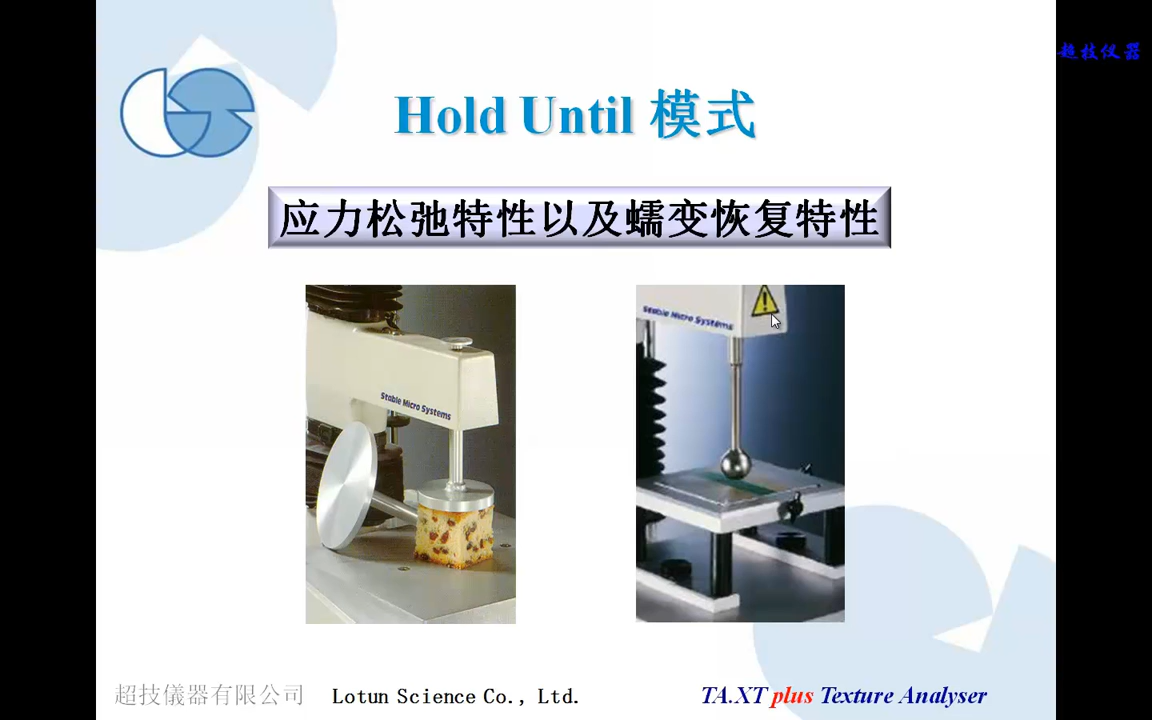 超技仪器
Hold Until 模式
应力松弛特性以及蠕变恢复特性
Stable Micro Systems
Stable Micro Systems
超技儀器有限公司
Lotun Science Co., Ltd.
TA.XT plus Texture Analyser